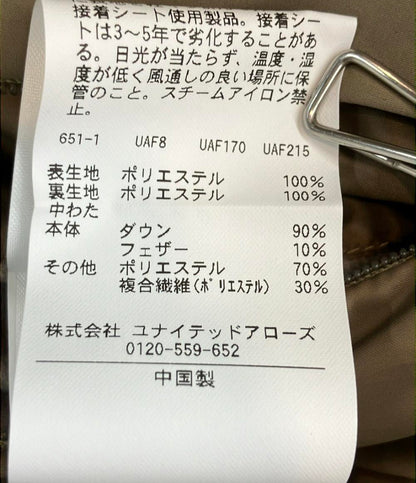 接着シート使用製品。接着シー
トは3〜5年で劣化することがあ
る。日光が当たらず、温度・湿
度が低く風通しの良い場所に保
管のこと。スチームアイロン禁
止。
651-1 UAF8 UAF170 UAF215
表生地 ポリエステル 100%
裏生地 ポリエステル 100%
中わた
本体 ダウン 90%
フェザー 10%
その他 ポリエステル 70%
複合繊維(ﾎﾟﾘｴｽﾃﾙ) 30%
株式会社 ユナイテッドアローズ
0120-559-652
中国製